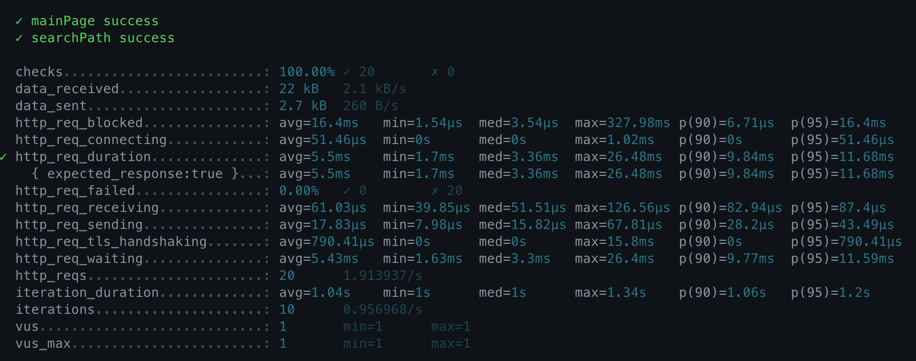 ✓ mainPage success
✓ searchPath success
checks.........................: 100.00% ✓ 20 ✗ 0
data_received..................: 22 kB 2.1 kB/s
data_sent......................: 2.7 kB 260 B/s
http_req_blocked...............: avg=16.4ms min=1.54µs med=3.54µs max=327.98ms p(90)=6.71µs p(95)=16.4ms
http_req_connecting............: avg=51.46µs min=0s med=0s max=1.02ms p(90)=0s p(95)=51.46µs
✓ http_req_duration..............: avg=5.5ms min=1.7ms med=3.36ms max=26.48ms p(90)=9.84ms p(95)=11.68ms
{ expected_response:true }...: avg=5.5ms min=1.7ms med=3.36ms max=26.48ms p(90)=9.84ms p(95)=11.68ms
http_req_failed................: 0.00% ✓ 0 ✗ 20
http_req_receiving.............: avg=61.03µs min=39.85µs med=51.51µs max=126.56µs p(90)=82.94µs p(95)=87.4µs
http_req_sending...............: avg=17.83µs min=7.98µs med=15.82µs max=67.81µs p(90)=28.2µs p(95)=43.49µs
http_req_tls_handshaking.......: avg=790.41µs min=0s med=0s max=15.8ms p(90)=0s p(95)=790.41µs
http_req_waiting...............: avg=5.43ms min=1.63ms med=3.3ms max=26.4ms p(90)=9.77ms p(95)=11.59ms
http_reqs......................: 20 1.913937/s
iteration_duration.............: avg=1.04s min=1s med=1s max=1.34s p(90)=1.06s p(95)=1.2s
iterations.....................: 10 0.956968/s
vus............................: 1 min=1 max=1
vus_max........................: 1 min=1 max=1